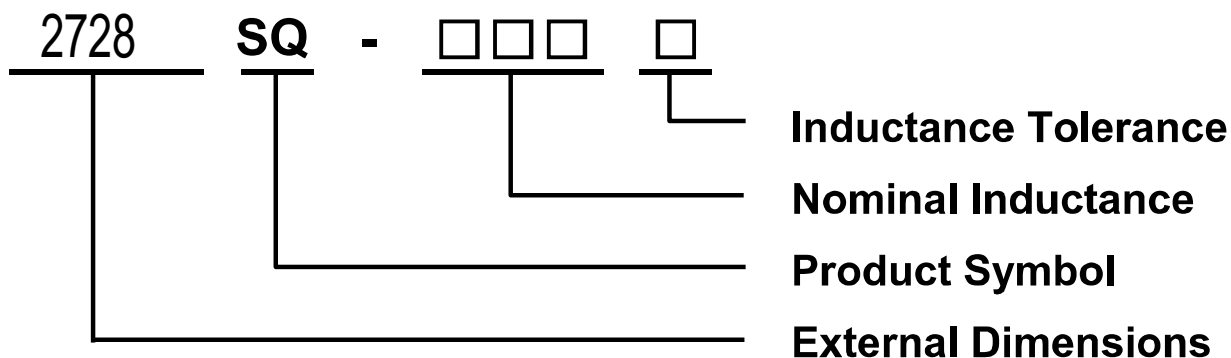 2728 SQ - □□□ □
Inductance Tolerance
Nominal Inductance
Product Symbol
External Dimensions